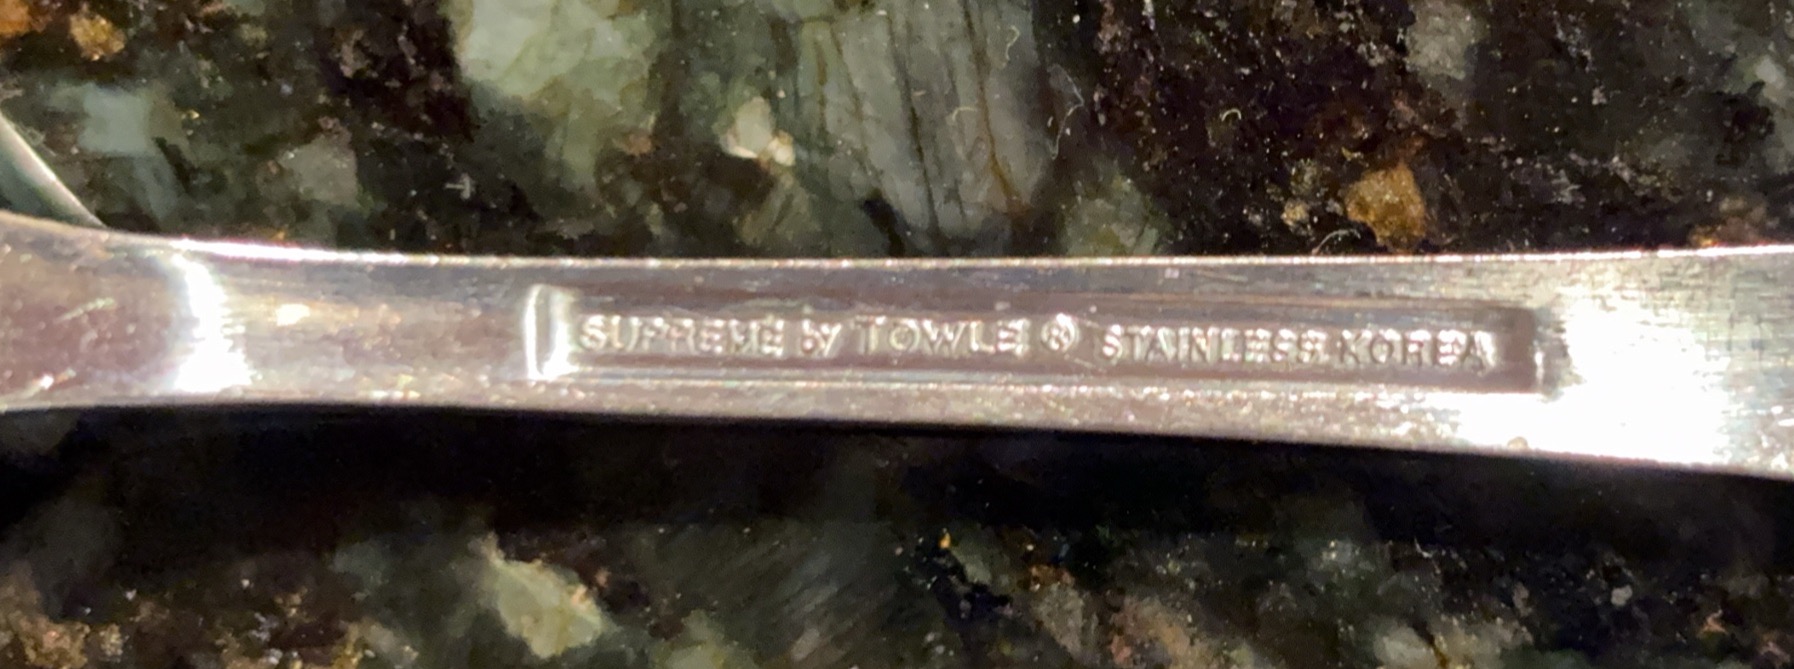 SUPREME by TOWLE ® STAINLESS KOREA